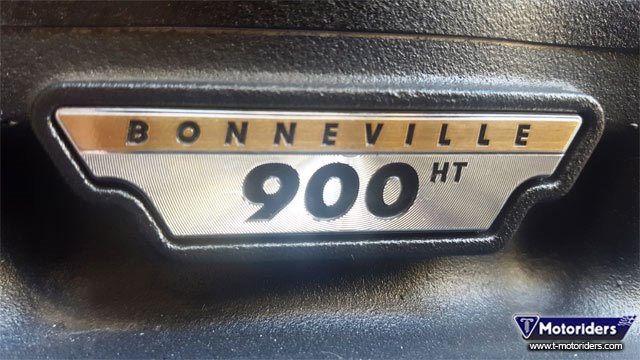 BONNEVILLE
900 HT
T Motoriders
www.t-motoriders.com